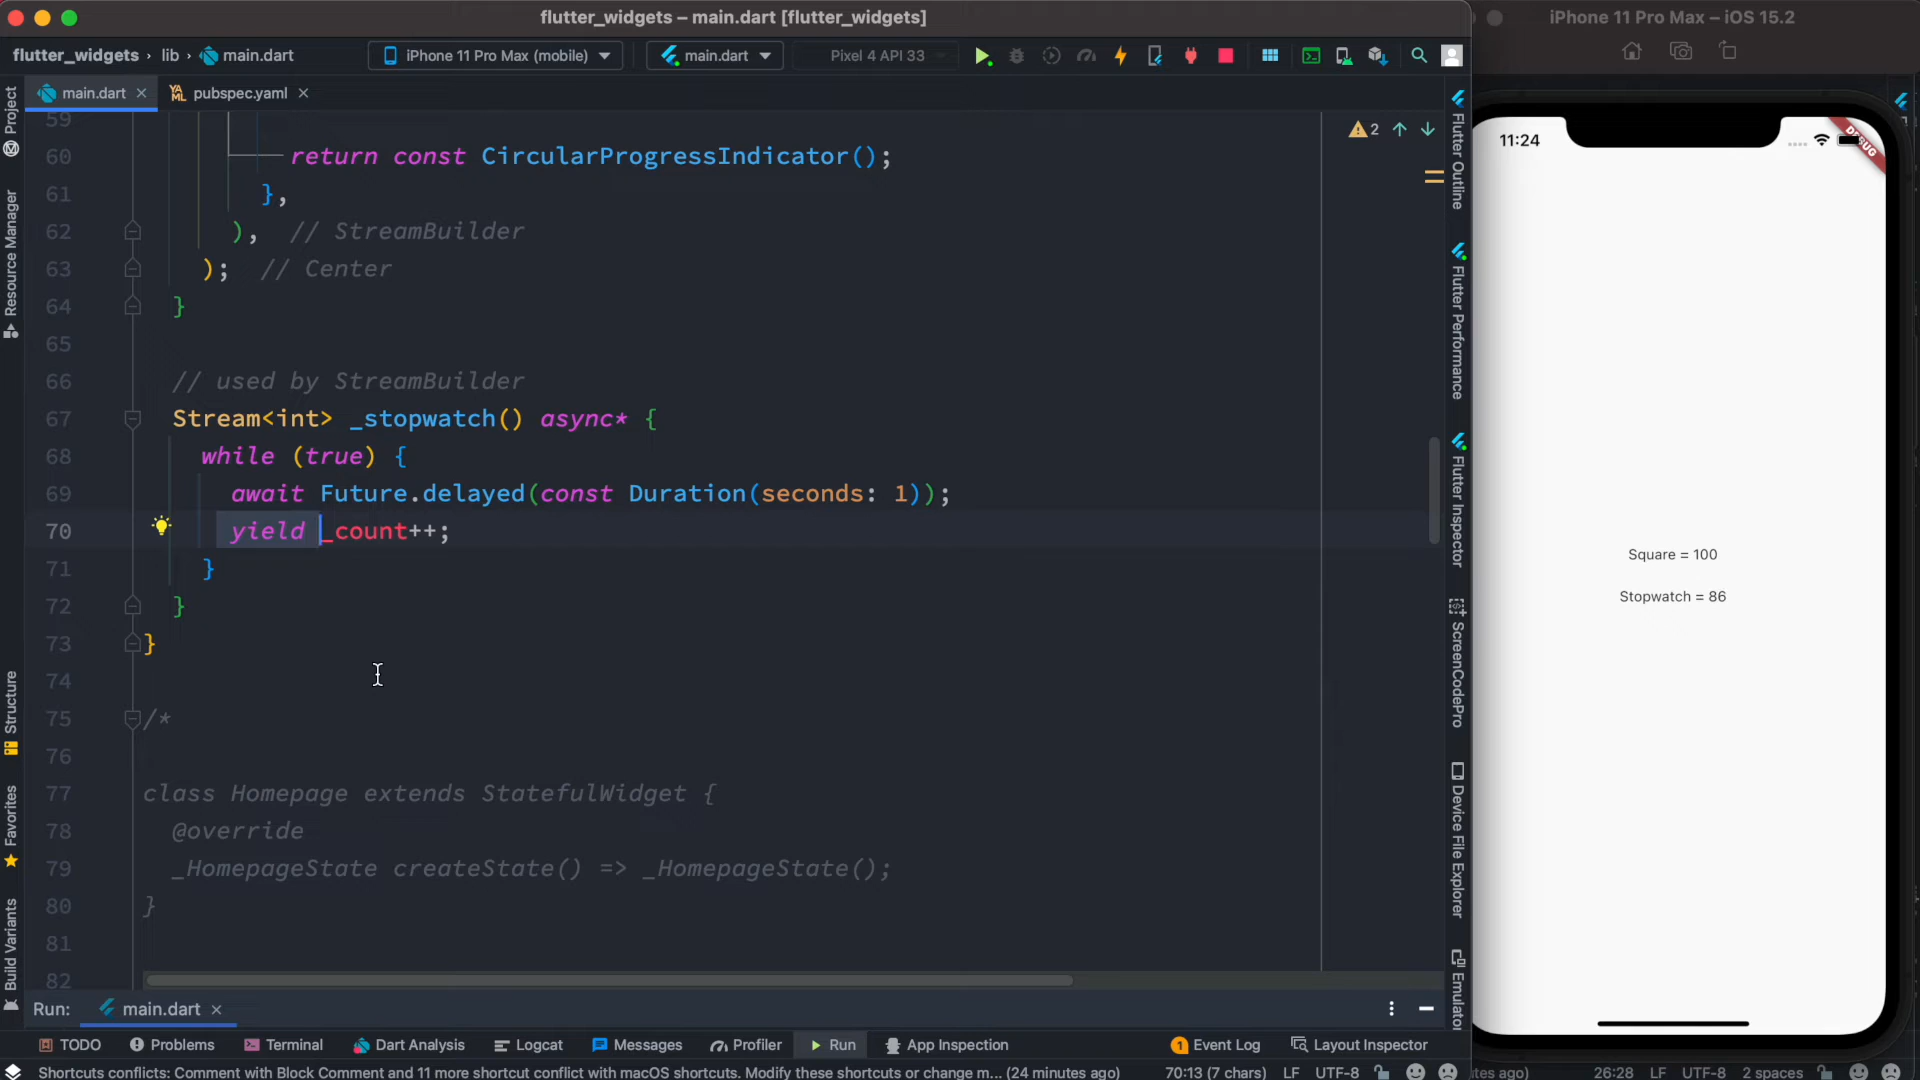 flutter_widgets – main.dart [flutter_widgets]
iPhone 11 Pro Max – iOS 15.2
flutter_widgets › lib › main.dart
iPhone 11 Pro Max (mobile)
main.dart
Pixel 4 API 33
main.dart
pubspec.yaml
2
59
60 return const CircularProgressIndicator();
61 },
62 ), // StreamBuilder
63 ); // Center
64 }
65
66 // used by StreamBuilder
67 Stream<int> _stopwatch() async* {
68 while (true) {
69 await Future.delayed(const Duration(seconds: 1));
70 yield _count++;
71 }
72 }
73 }
74
75 /*
76
77 class Homepage extends StatefulWidget {
78 @override
79 _HomepageState createState() => _HomepageState();
80 }
81
82
Project
Resource Manager
Structure
Favorites
Build Variants
Flutter Outline
Flutter Performance
Flutter Inspector
ScreenCodePro
Device File Explorer
Emulator
11:24
DEBUG
Square = 100
Stopwatch = 86
Run: main.dart
TODO
Problems
Terminal
Dart Analysis
Logcat
Messages
Profiler
Run
App Inspection
1 Event Log
Layout Inspector
Shortcuts conflicts: Comment with Block Comment and 11 more shortcut conflict with macOS shortcuts. Modify these shortcuts or change m... (24 minutes ago)
70:13 (7 chars) LF UTF-8
tes ago) 26:28 LF UTF-8 2 spaces